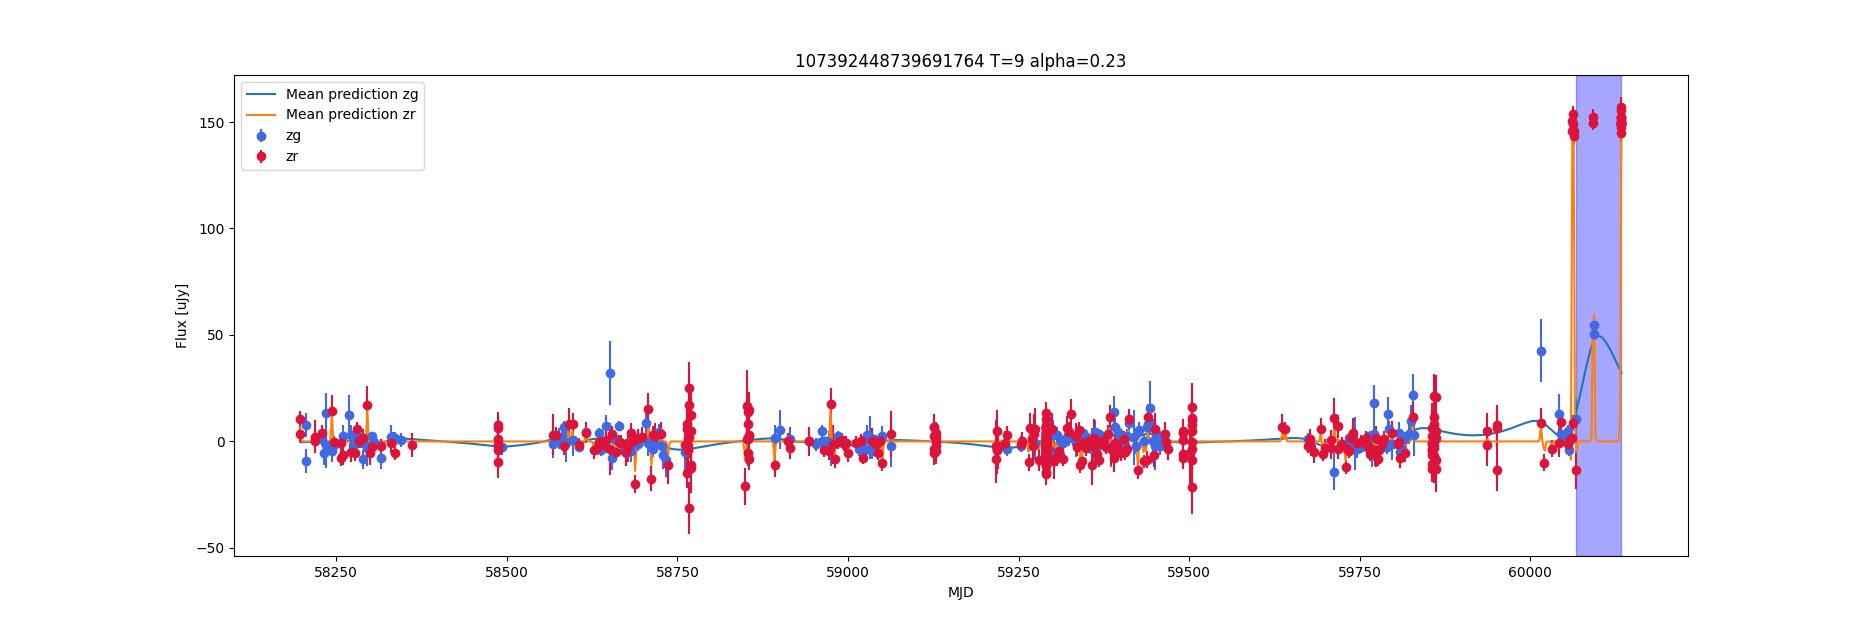 107392448739691764 T=9 alpha=0.23
Mean prediction zg
Mean prediction zr
zg
zr
Flux [uJy]
150
100
50
0
−50
58250 58500 58750 59000 59250 59500 59750 60000
MJD